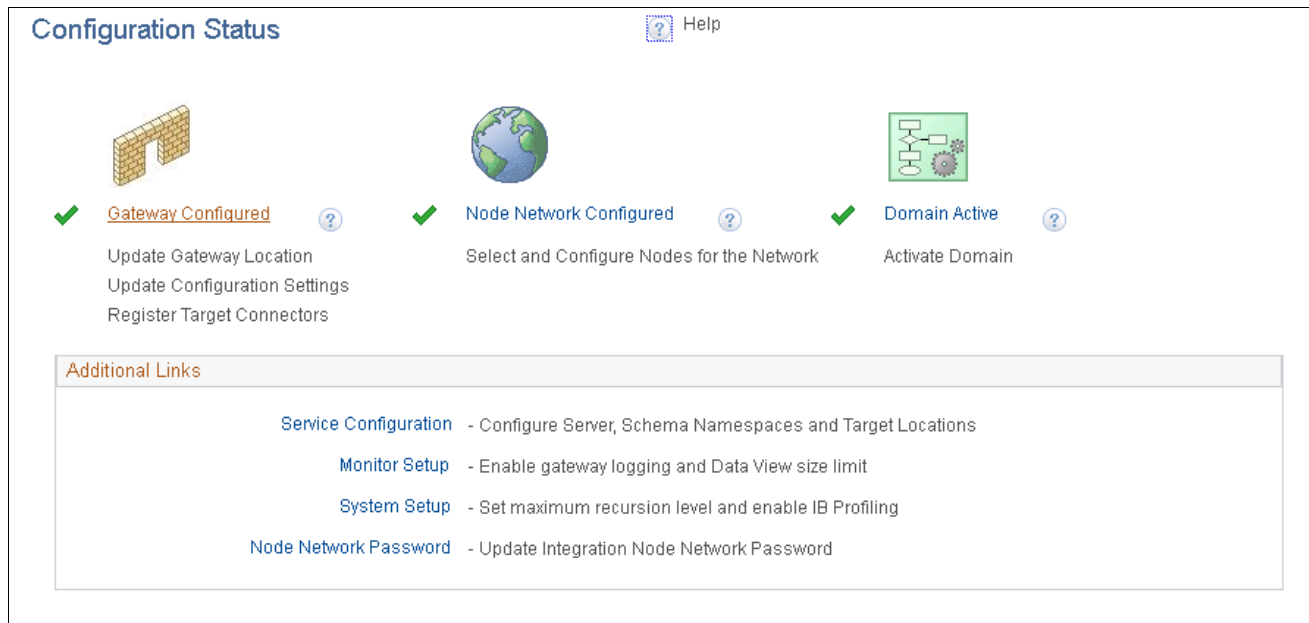 Configuration Status
Help
Gateway Configured
Node Network Configured
Domain Active
Update Gateway Location
Select and Configure Nodes for the Network
Activate Domain
Update Configuration Settings
Register Target Connectors
Additional Links
Service Configuration - Configure Server, Schema Namespaces and Target Locations
Monitor Setup - Enable gateway logging and Data View size limit
System Setup - Set maximum recursion level and enable IB Profiling
Node Network Password - Update Integration Node Network Password